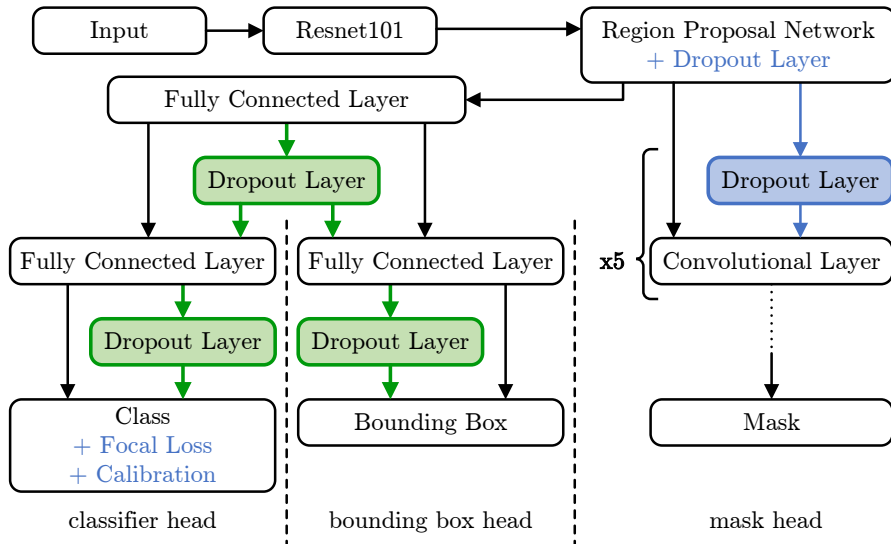 Input
Resnet101
Region Proposal Network
+ Dropout Layer
Fully Connected Layer
Dropout Layer
Dropout Layer
Fully Connected Layer
Fully Connected Layer
x5
Convolutional Layer
Dropout Layer
Dropout Layer
Class
+ Focal Loss
+ Calibration
Bounding Box
Mask
classifier head
bounding box head
mask head